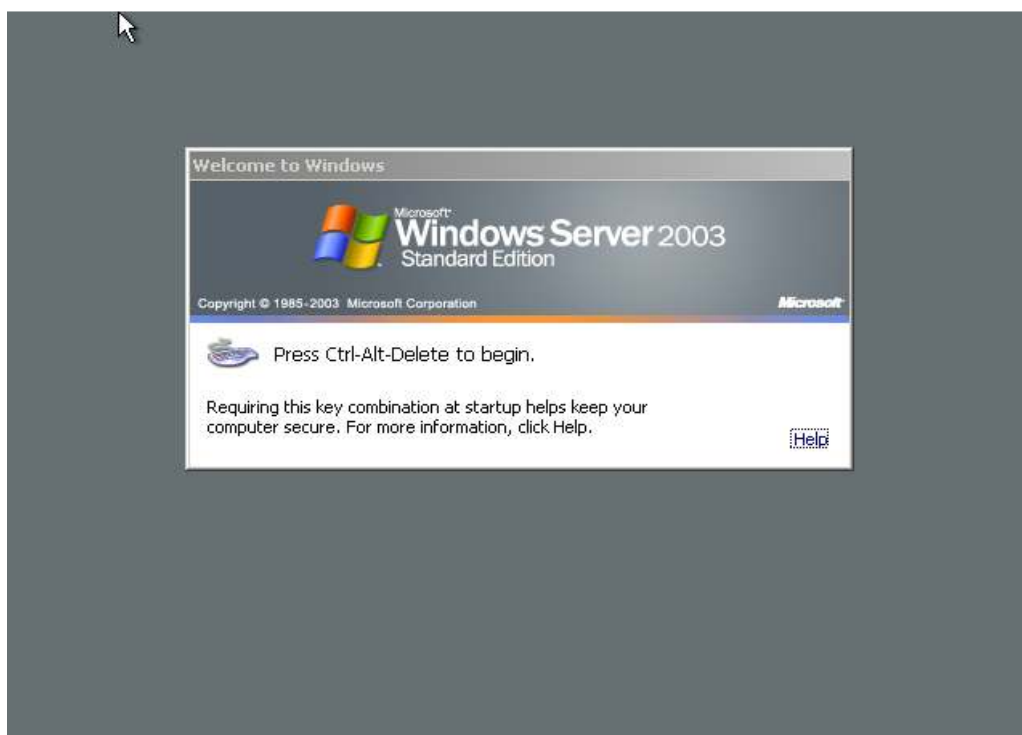 Welcome to Windows
Microsoft
Windows Server 2003
Standard Edition
Copyright © 1985-2003 Microsoft Corporation
Microsoft
Press Ctrl-Alt-Delete to begin.
Requiring this key combination at startup helps keep your
computer secure. For more information, click Help.
Help